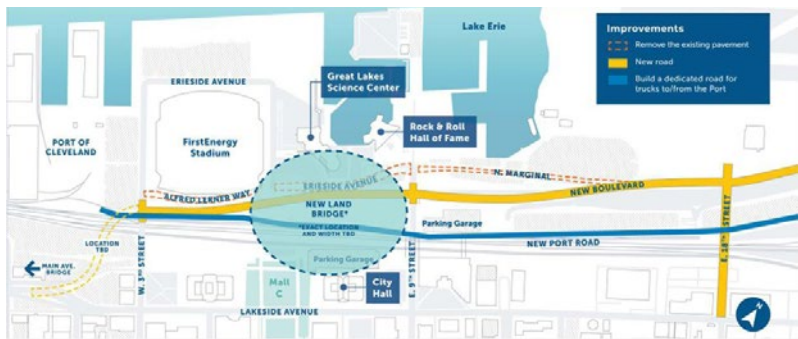 Lake Erie
Improvements
Remove the existing pavement
New road
Build a dedicated road for
trucks to/from the Port
ERIESIDE AVENUE
Great Lakes
Science Center
Rock & Roll
Hall of Fame
PORT OF
CLEVELAND
FirstEnergy
Stadium
ALFRED LERNER WAY
ERIESIDE AVENUE
N. MARGINAL
NEW BOULEVARD
NEW LAND
BRIDGE*
*EXACT LOCATION
AND WIDTH TBD
Parking Garage
NEW PORT ROAD
LOCATION
TBD
MAIN AVE.
BRIDGE
W. 3RD STREET
E. 9TH STREET
E. 18TH STREET
Parking Garage
Mall
C
City
Hall
LAKESIDE AVENUE
N